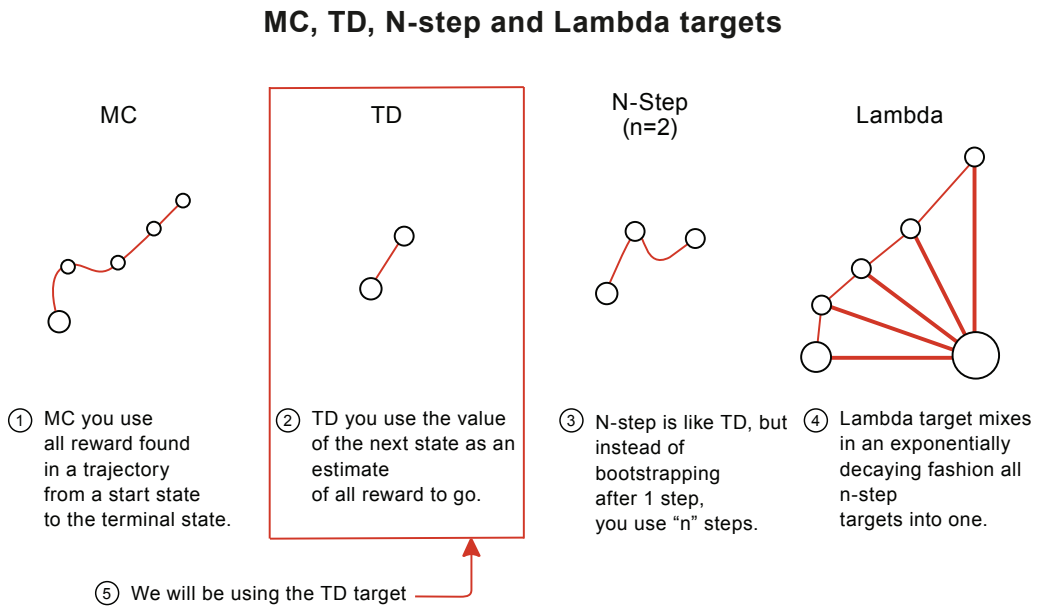 MC, TD, N-step and Lambda targets
MC
TD
N-Step
(n=2)
Lambda
1 MC you use
all reward found
in a trajectory
from a start state
to the terminal state.
2 TD you use the value
of the next state as an
estimate
of all reward to go.
3 N-step is like TD, but
instead of
bootstrapping
after 1 step,
you use “n” steps.
4 Lambda target mixes
in an exponentially
decaying fashion all
n-step
targets into one.
5 We will be using the TD target